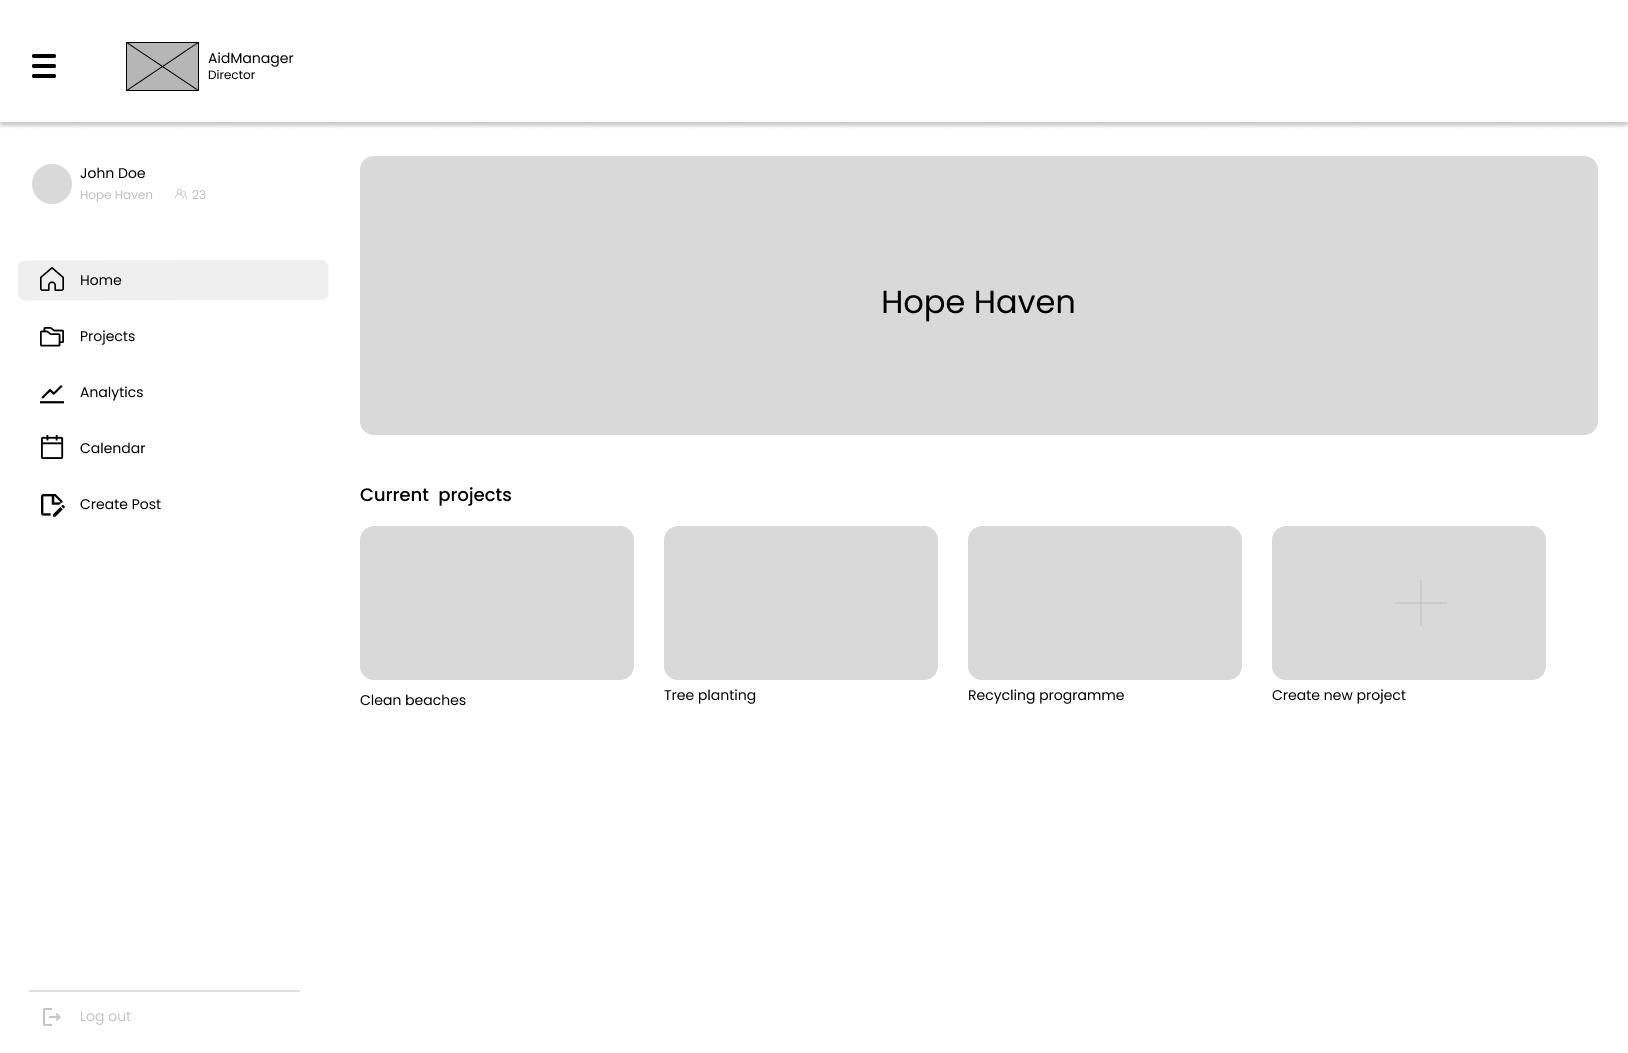 AidManager
Director
John Doe
Hope Haven 23
Home
Projects
Analytics
Calendar
Create Post
Log out
Hope Haven
Current projects
Clean beaches
Tree planting
Recycling programme
Create new project